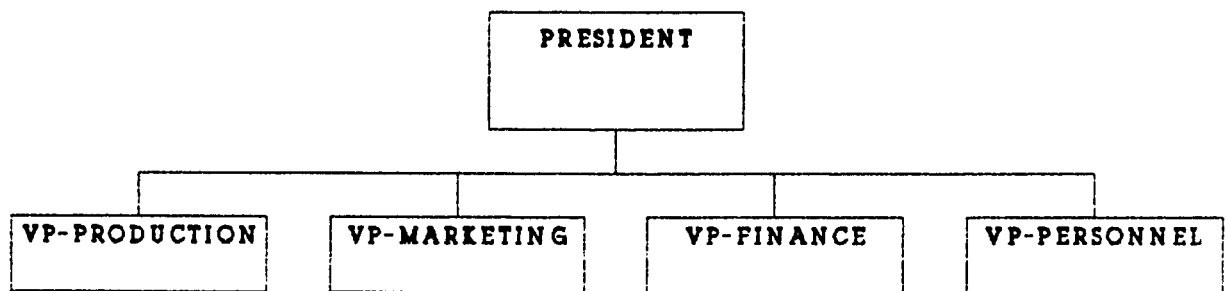 PRESIDENT
VP-PRODUCTION
VP-MARKETING
VP-FINANCE
VP-PERSONNEL